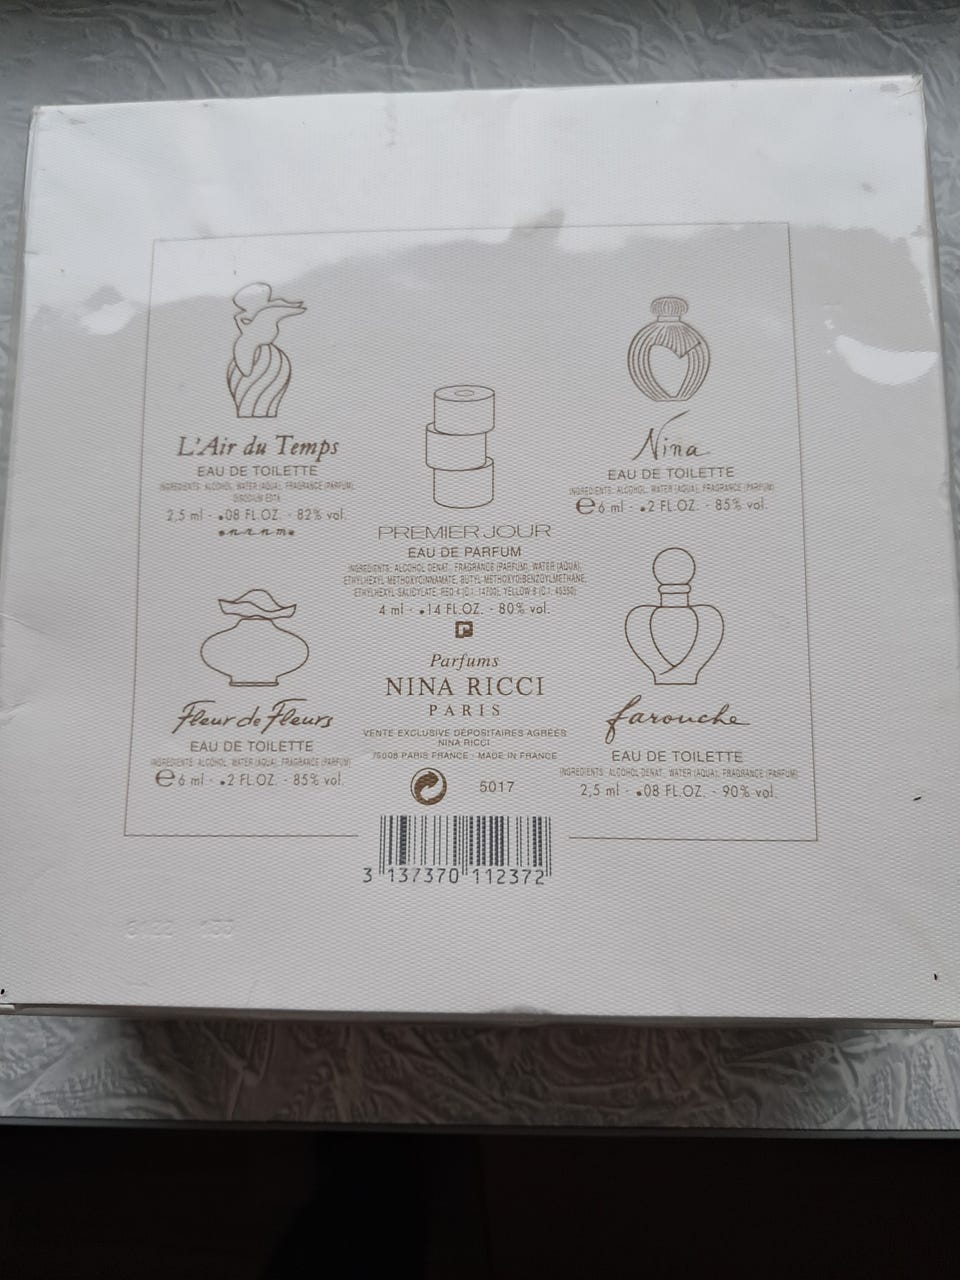 L'Air du Temps
EAU DE TOILETTE
INGREDIENTS: ALCOHOL, WATER (AQUA), FRAGRANCE (PARFUM),
DISODIUM EDTA
2,5 ml - .08 FL.OZ. - 82% vol.
Nina
EAU DE TOILETTE
INGREDIENTS: ALCOHOL, WATER (AQUA), FRAGRANCE (PARFUM)
℮ 6 ml - .2 FL.OZ. - 85% vol.
PREMIER JOUR
EAU DE PARFUM
INGREDIENTS: ALCOHOL DENAT., FRAGRANCE (PARFUM), WATER (AQUA),
ETHYLHEXYL METHOXYCINNAMATE, BUTYL METHOXYDIBENZOYLMETHANE,
ETHYLHEXYL SALICYLATE, RED 4 (C.I. 14700), YELLOW 8 (C.I. 45350)
4 ml - .14 FL.OZ. - 80% vol.
Fleur de Fleurs
EAU DE TOILETTE
INGREDIENTS: ALCOHOL, WATER (AQUA), FRAGRANCE (PARFUM)
℮ 6 ml - .2 FL.OZ. - 85% vol.
Parfums
NINA RICCI
PARIS
VENTE EXCLUSIVE DÉPOSITAIRES AGRÉÉS
NINA RICCI
75008 PARIS FRANCE - MADE IN FRANCE
5017
farouche
EAU DE TOILETTE
INGREDIENTS: ALCOHOL DENAT., WATER (AQUA), FRAGRANCE (PARFUM)
2,5 ml - .08 FL.OZ. - 90% vol.
3 137370 112372